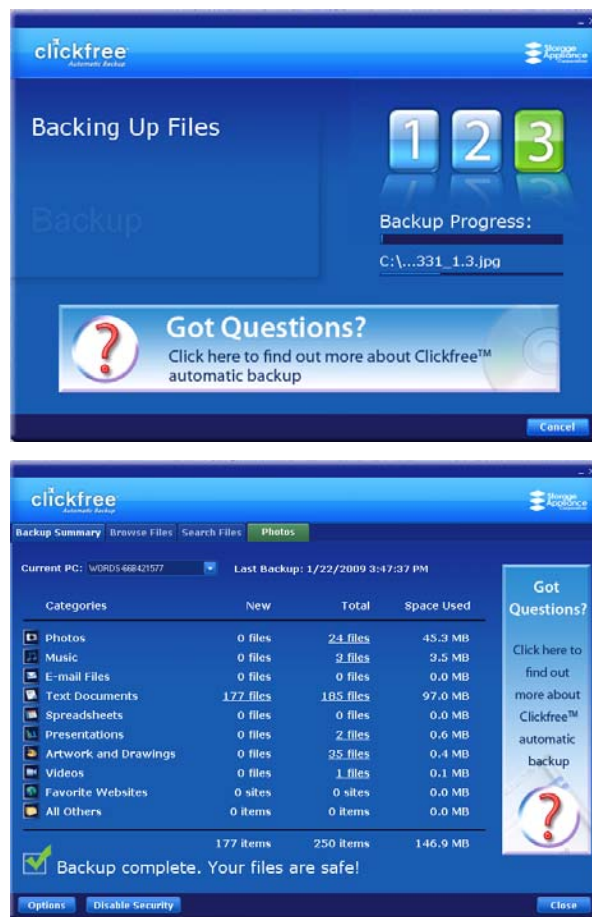 clickfree
Automatic Backup
Storage
Appliance
Corporation
Backing Up Files
1 2 3
Backup
Backup Progress:
C:\...331_1.3.jpg
Got Questions?
Click here to find out more about Clickfree™
automatic backup
Cancel
clickfree
Automatic Backup
Storage
Appliance
Corporation
Backup Summary Browse Files Search Files Photos
Current PC: WORDS-668421577 Last Backup: 1/22/2009 3:47:37 PM
Categories New Total Space Used
Photos 0 files 24 files 45.3 MB
Music 0 files 3 files 3.5 MB
E-mail Files 0 files 0 files 0.0 MB
Text Documents 177 files 185 files 97.0 MB
Spreadsheets 0 files 0 files 0.0 MB
Presentations 0 files 2 files 0.6 MB
Artwork and Drawings 0 files 35 files 0.4 MB
Videos 0 files 1 files 0.1 MB
Favorite Websites 0 sites 0 sites 0.0 MB
All Others 0 items 0 items 0.0 MB
177 items 250 items 146.9 MB
Backup complete. Your files are safe!
Got
Questions?
Click here to
find out
more about
Clickfree™
automatic
backup
Options Disable Security Close